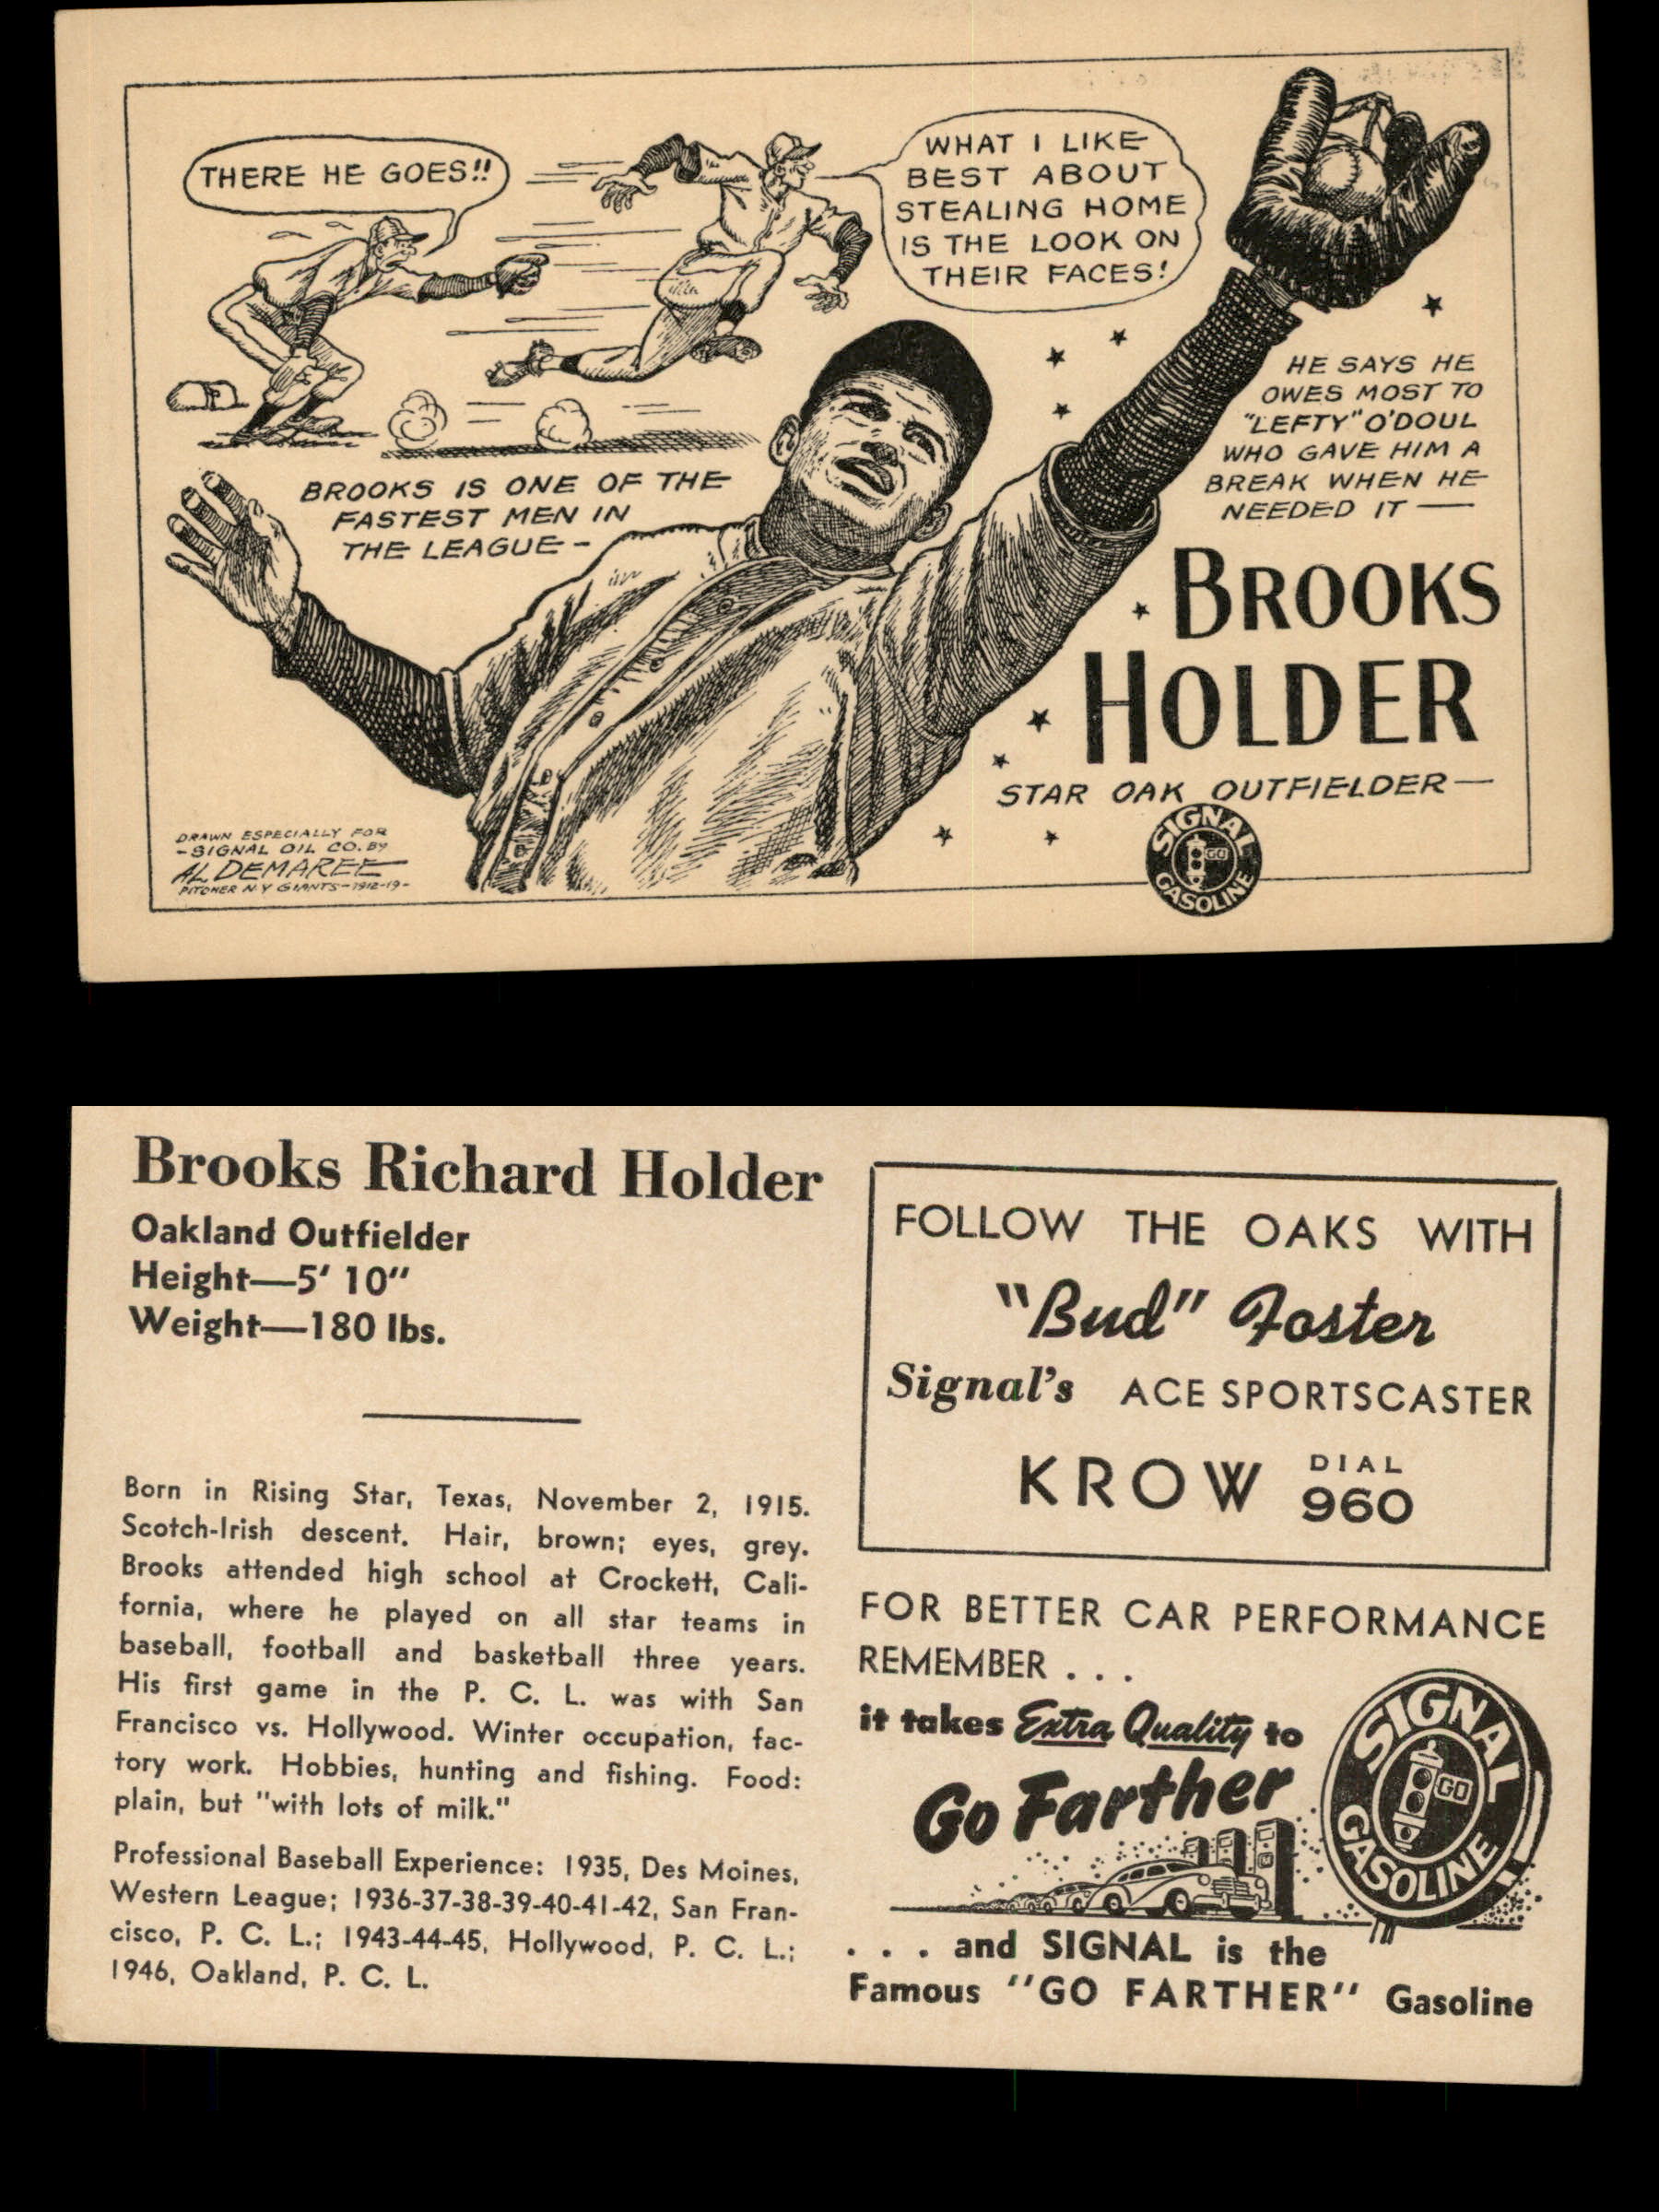 THERE HE GOES!!
WHAT I LIKE
BEST ABOUT
STEALING HOME
IS THE LOOK ON
THEIR FACES!
HE SAYS HE
OWES MOST TO
"LEFTY" O'DOUL
WHO GAVE HIM A
BREAK WHEN HE
NEEDED IT —
BROOKS IS ONE OF THE
FASTEST MEN IN
THE LEAGUE -
BROOKS
HOLDER
STAR OAK OUTFIELDER—
SIGNAL
GO
GASOLINE
DRAWN ESPECIALLY FOR
- SIGNAL OIL CO. BY
AL DEMAREE
PITCHER N.Y GIANTS-1912-19-
Brooks Richard Holder
Oakland Outfielder
Height—5' 10"
Weight—180 lbs.
Born in Rising Star, Texas, November 2, 1915.
Scotch-Irish descent. Hair, brown; eyes, grey.
Brooks attended high school at Crockett, Cali-
fornia, where he played on all star teams in
baseball, football and basketball three years.
His first game in the P. C. L. was with San
Francisco vs. Hollywood. Winter occupation, fac-
tory work. Hobbies, hunting and fishing. Food:
plain, but "with lots of milk."
Professional Baseball Experience: 1935, Des Moines,
Western League; 1936-37-38-39-40-41-42, San Fran-
cisco, P. C. L.; 1943-44-45, Hollywood, P. C. L.;
1946, Oakland, P. C. L.
FOLLOW THE OAKS WITH
"Bud" Foster
Signal's ACE SPORTSCASTER
KROW DIAL
960
FOR BETTER CAR PERFORMANCE
REMEMBER . . .
it takes Extra Quality to
Go Farther
SIGNAL
GO
GASOLINE
. . . and SIGNAL is the
Famous "GO FARTHER" Gasoline